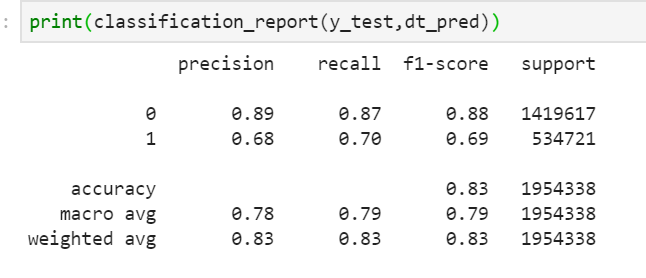 : print(classification_report(y_test,dt_pred))
precision recall f1-score support
0 0.89 0.87 0.88 1419617
1 0.68 0.70 0.69 534721
accuracy 0.83 1954338
macro avg 0.78 0.79 0.79 1954338
weighted avg 0.83 0.83 0.83 1954338